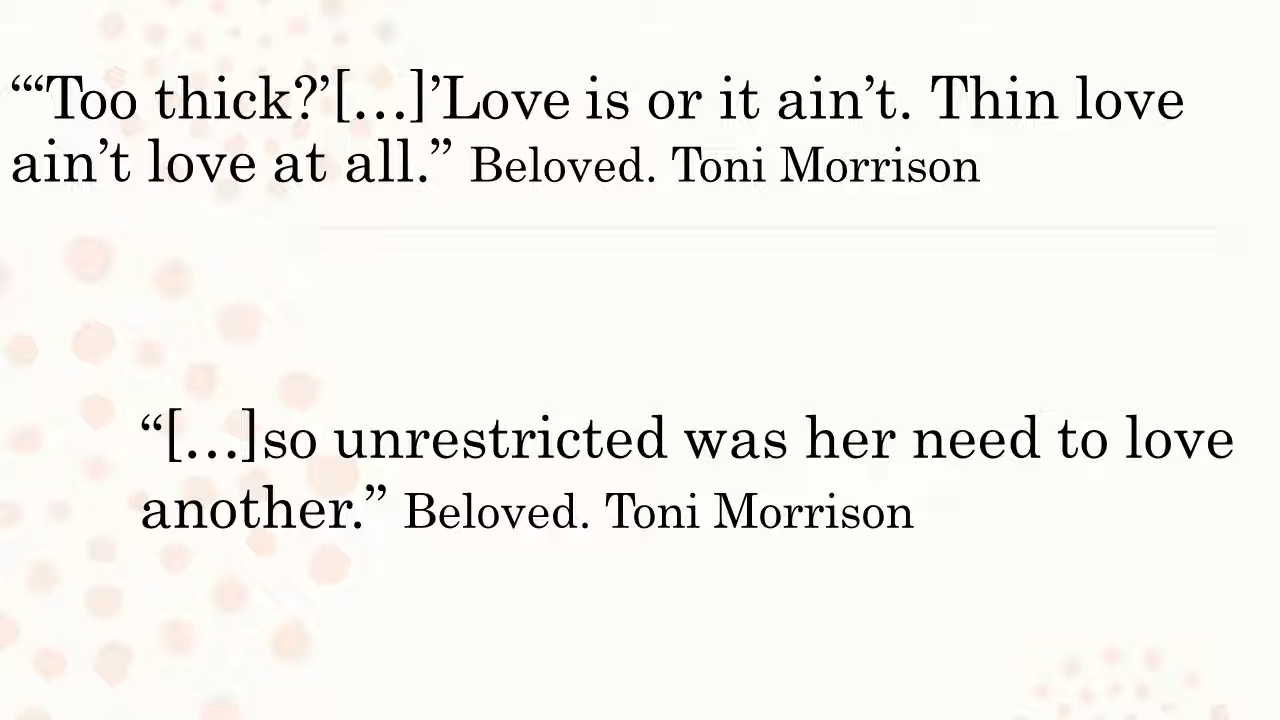 “‘Too thick?’[…]’Love is or it ain’t. Thin love
ain’t love at all.” Beloved. Toni Morrison
“[…]so unrestricted was her need to love
another.” Beloved. Toni Morrison